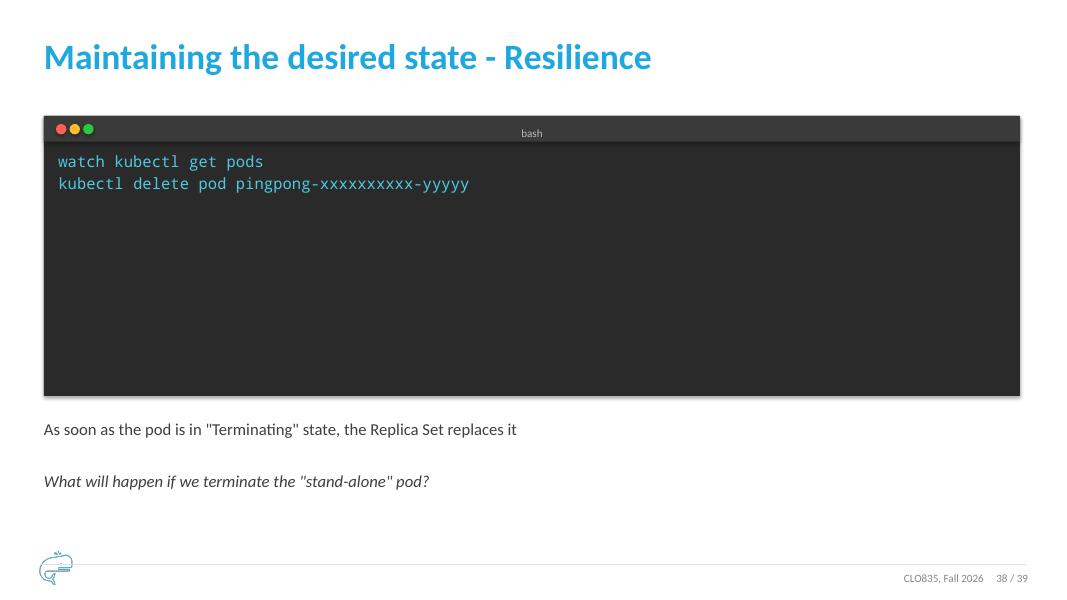 Maintaining the desired state - Resilience
bash
watch kubectl get pods
kubectl delete pod pingpong-xxxxxxxxxx-yyyyy
As soon as the pod is in "Terminating" state, the Replica Set replaces it
What will happen if we terminate the "stand-alone" pod?
CLO835, Fall 2026 38 / 39